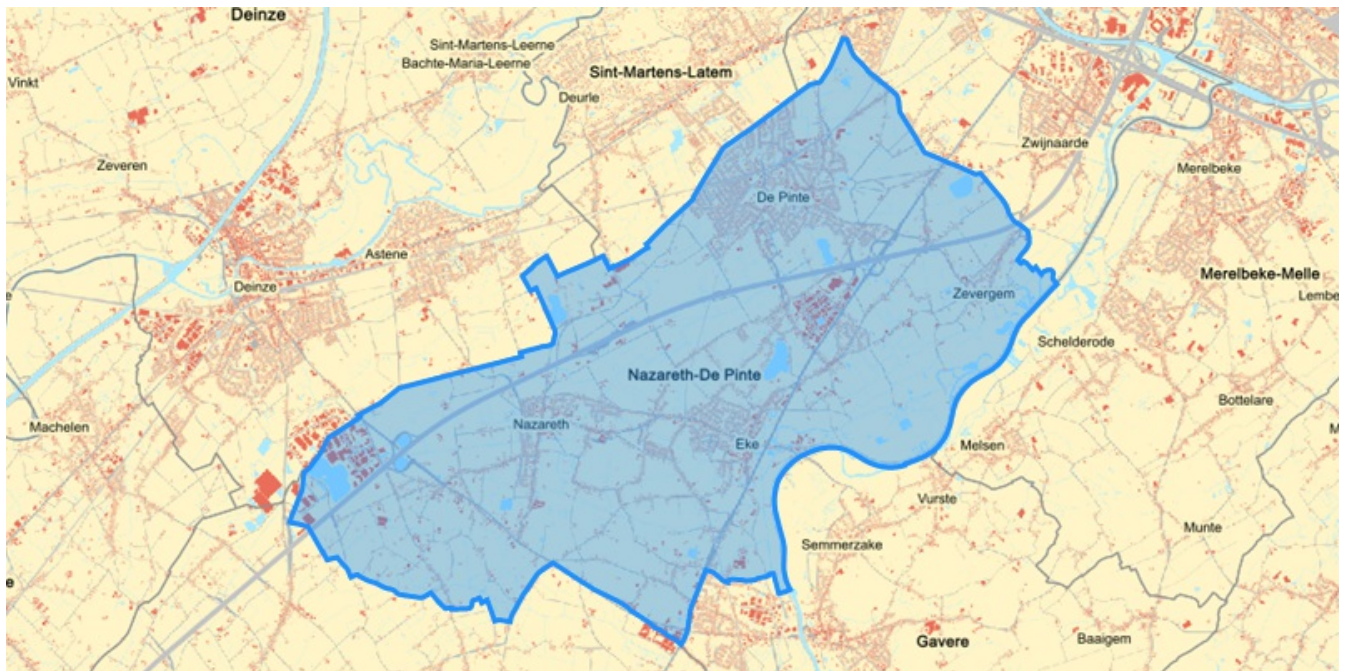 Deinze
Sint-Martens-Leerne
Bachte-Maria-Leerne
Sint-Martens-Latem
Vinkt
Deurle
Zwijnaarde
Zeveren
Merelbeke
De Pinte
Astene
Merelbeke-Melle
Deinze
Zevergem
Lembe
e
Schelderode
Nazareth-De Pinte
Bottelare
Machelen
Nazareth
M
Eke
Melsen
Vurste
Munte
Semmerzake
e
Gavere
Baaigem